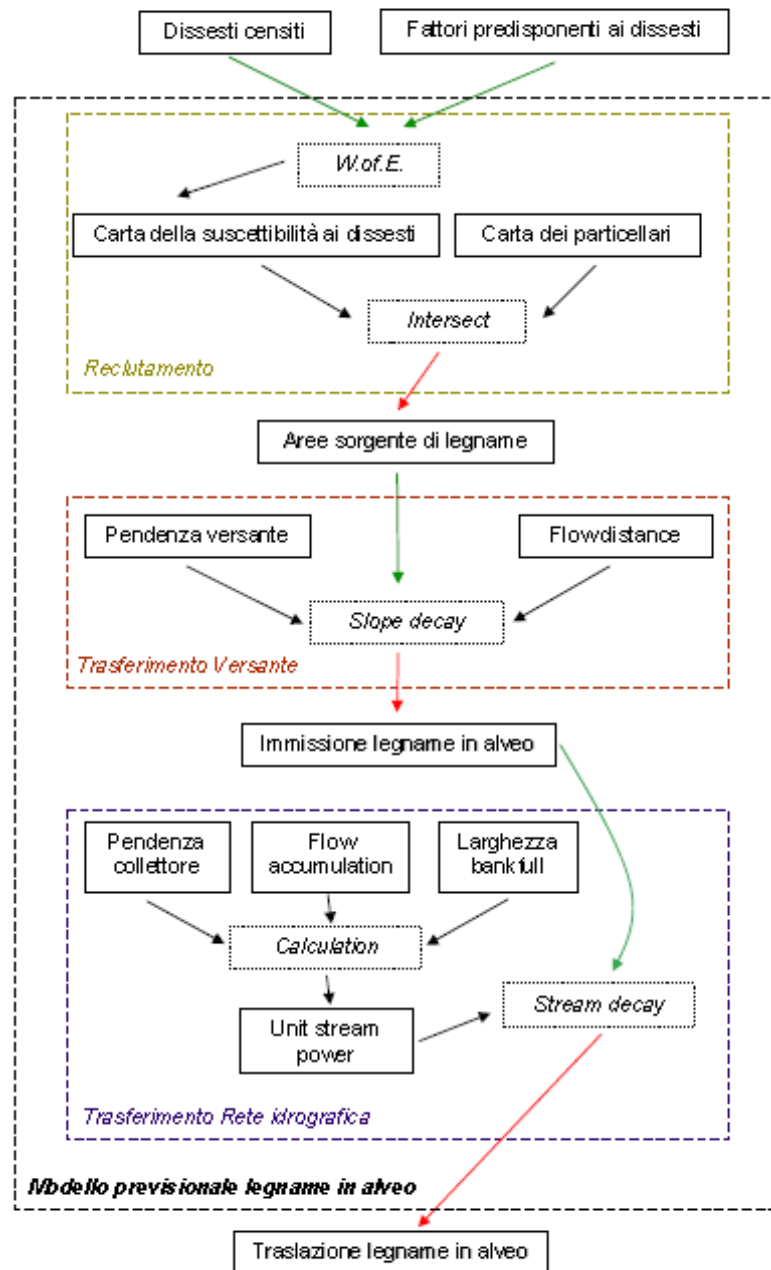 Dissesti censiti
Fattori predisponenti ai dissesti
W.of.E.
Carta della suscettibilità ai dissesti
Carta dei particellari
Intersect
Reclutamento
Aree sorgente di legname
Pendenza versante
Flowdistance
Slope decay
Trasferimento Versante
Immissione legname in alveo
Pendenza
collettore
Flow
accumulation
Larghezza
bankfull
Calculation
Unit stream
power
Stream decay
Trasferimento Rete idrografica
Modello previsionale legname in alveo
Traslazione legname in alveo